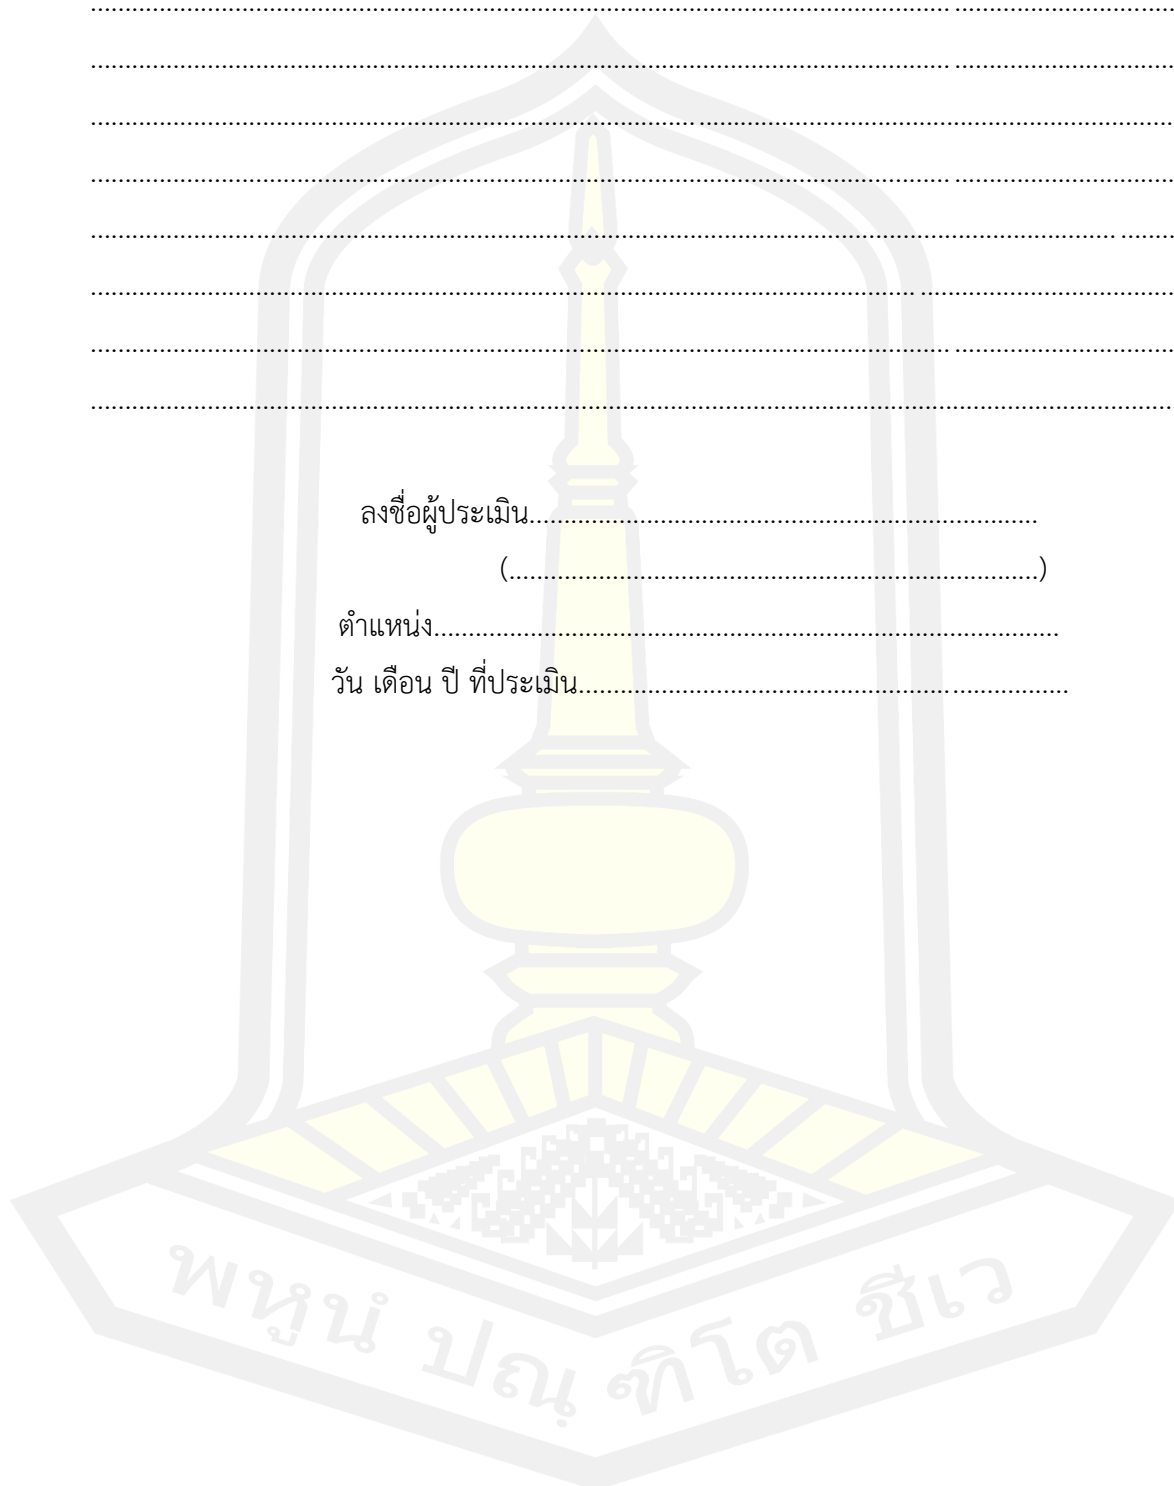 ........................................................................................................................... ................................
........................................................................................................................... ................................
....................................................................................... .....................................................................
........................................................................................................................... ................................
................................................................................................................................................... ........
...................................................................................................................... .....................................
........................................................................................................................... ................................
....................................................... .....................................................................................................
ลงชื่อผู้ประเมิน..........................................................................
(.............................................................................)
ตำแหน่ง...........................................................................................
วัน เดือน ปี ที่ประเมิน...................................................... .................
พหูนํ ปณฺ ฑิโต ชีเว